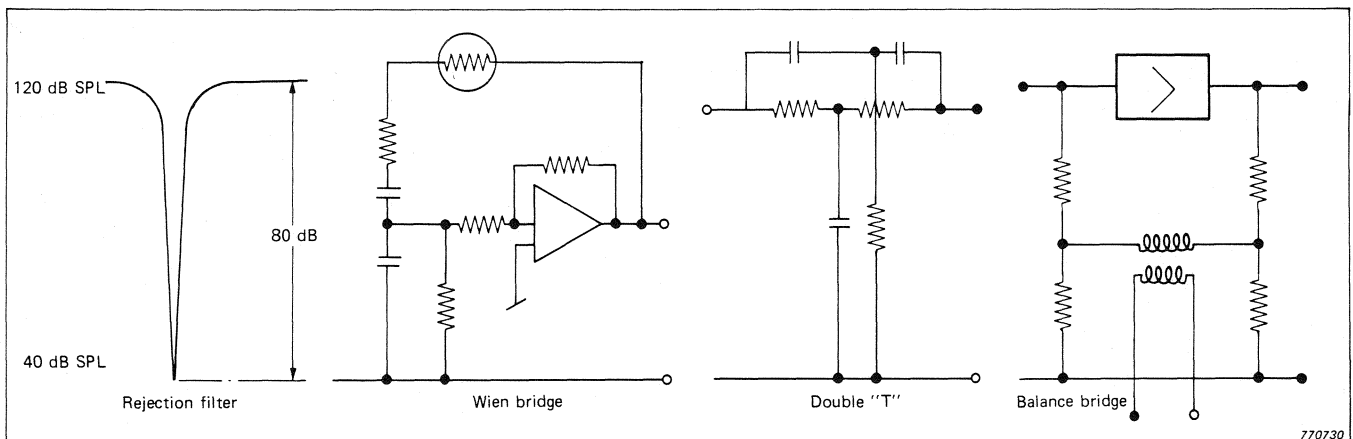 120 dB SPL
80 dB
40 dB SPL
Rejection filter
Wien bridge
Double "T"
Balance bridge
770730